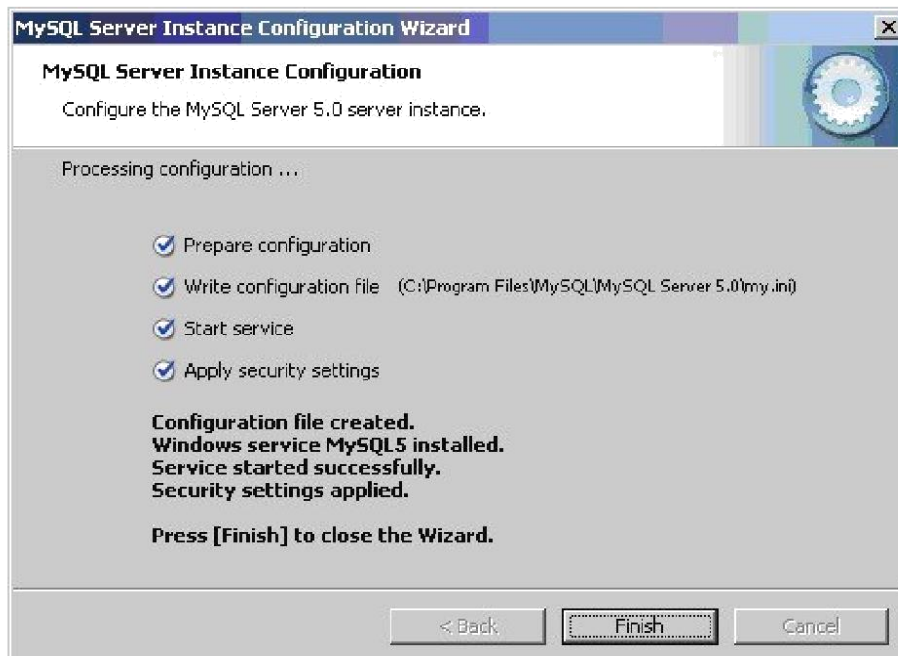 MySQL Server Instance Configuration Wizard
MySQL Server Instance Configuration
Configure the MySQL Server 5.0 server instance.
Processing configuration ...
Prepare configuration
Write configuration file (C:\Program Files\MySQL\MySQL Server 5.0\my.ini)
Start service
Apply security settings
Configuration file created.
Windows service MySQL5 installed.
Service started successfully.
Security settings applied.
Press [Finish] to close the Wizard.
< Back Finish Cancel